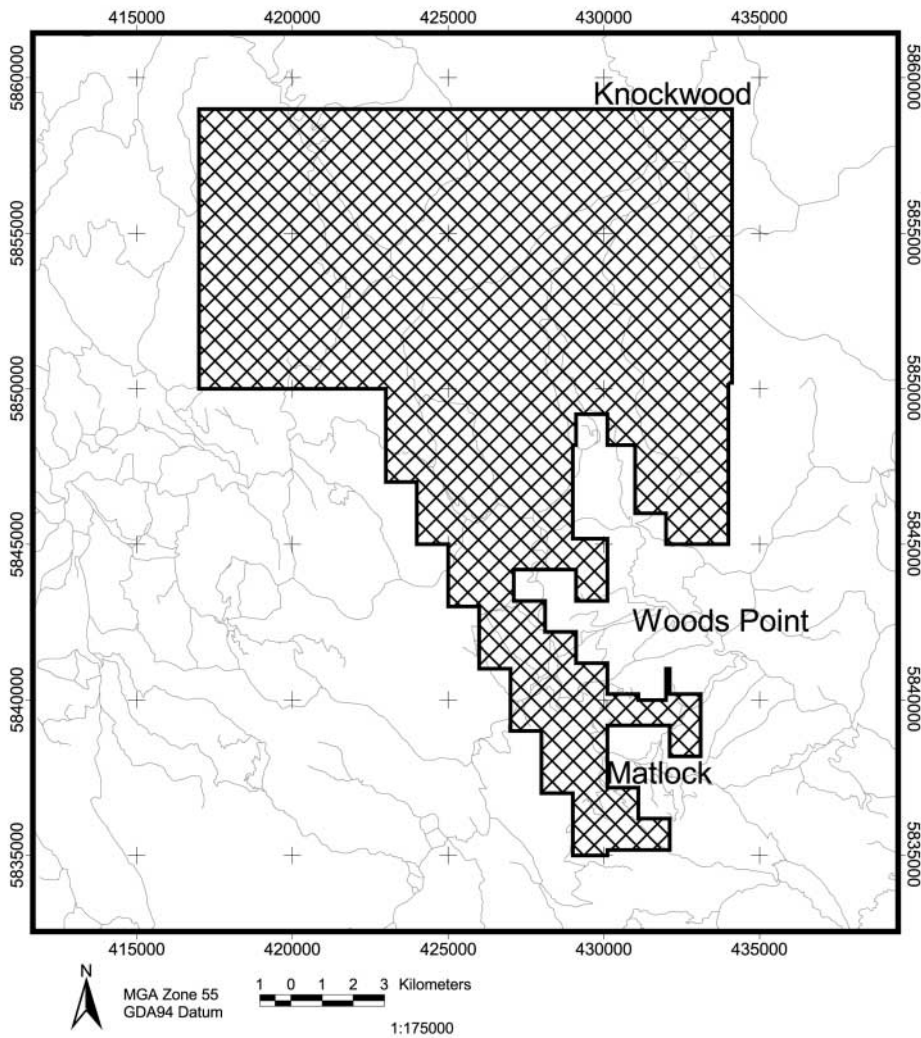 415000 420000 425000 430000 435000
5860000 5860000
Knockwood
5855000 5855000
5850000 5850000
5845000 5845000
Woods Point
5840000 5840000
Matlock
5835000 5835000
415000 420000 425000 430000 435000
N
MGA Zone 55
GDA94 Datum
1 0 1 2 3 Kilometers
1:175000